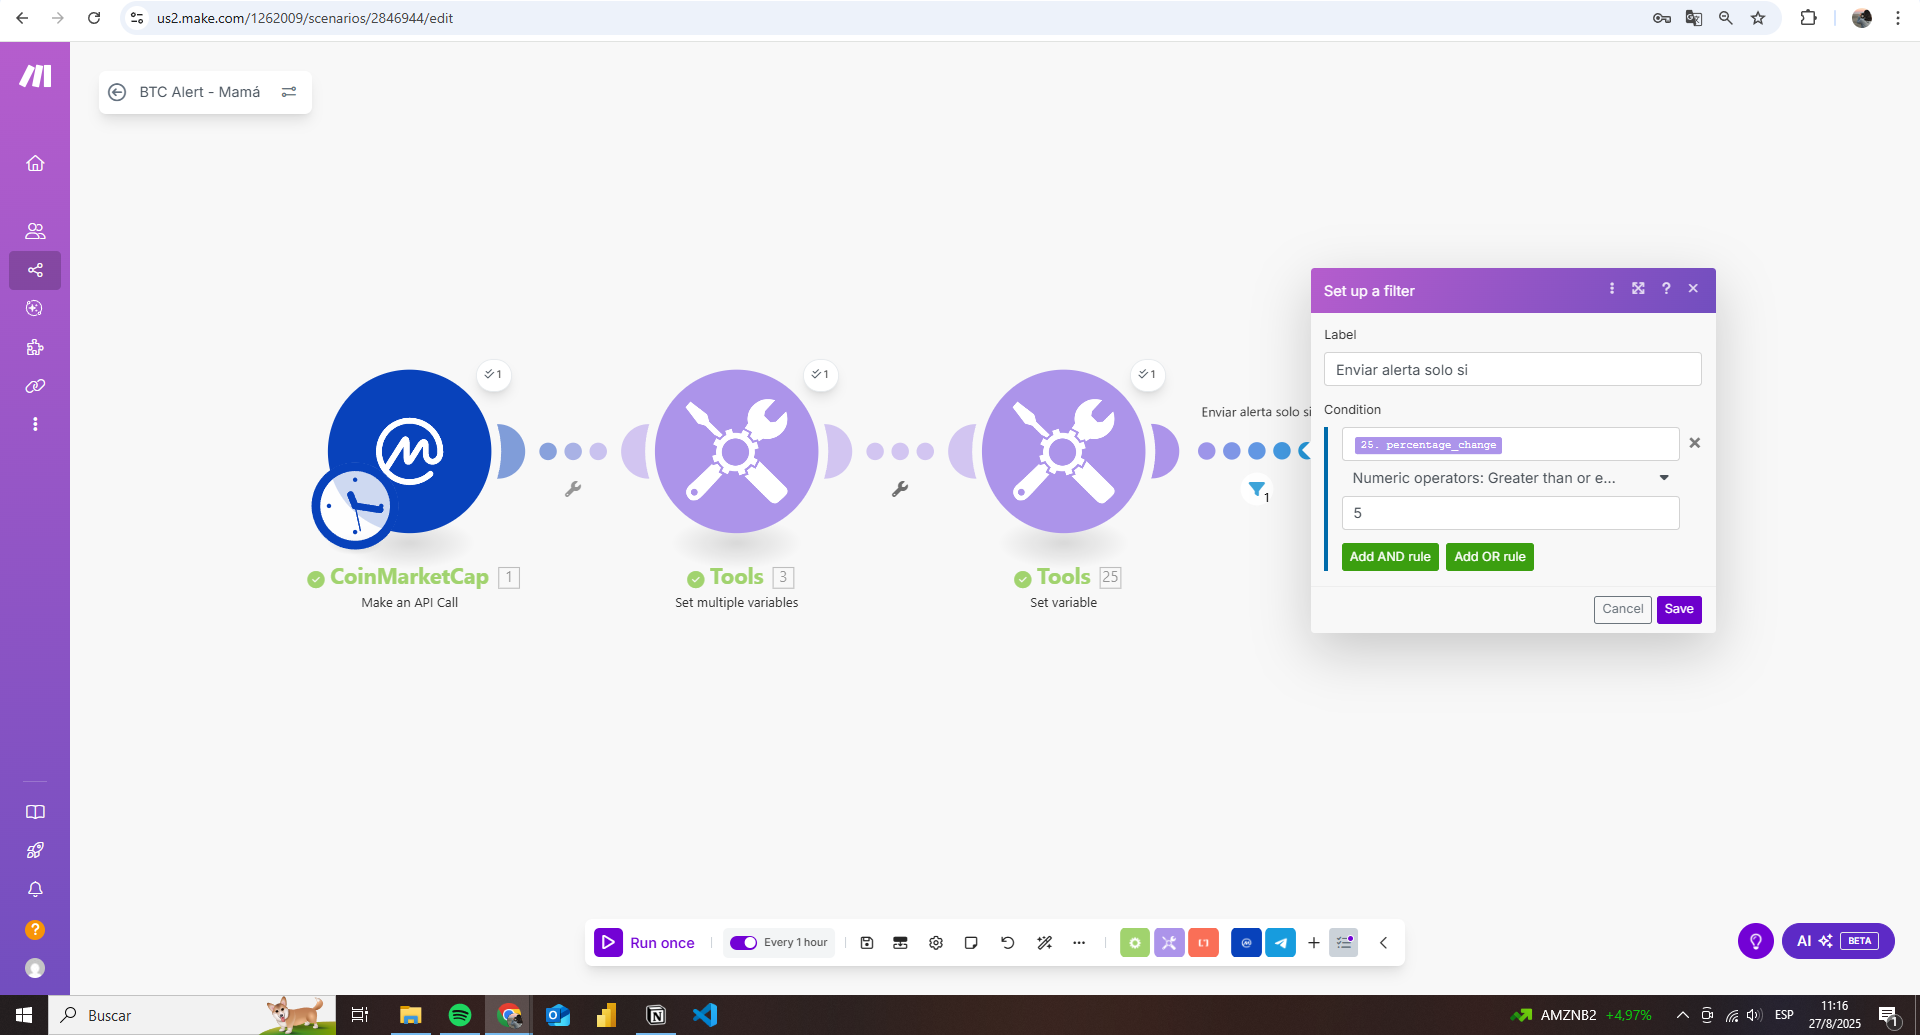 us2.make.com/1262009/scenarios/2846944/edit
BTC Alert - Mamá
Set up a filter
?
Label
Enviar alerta solo si
Condition
25. percentage_change
Numeric operators: Greater than or e...
5
Add AND rule
Add OR rule
Cancel
Save
1
1
1
Enviar alerta solo si
1
CoinMarketCap 1
Make an API Call
Tools 3
Set multiple variables
Tools 25
Set variable
Run once
Every 1 hour
AI BETA
?
Buscar
AMZNB2 +4,97%
ESP
11:16
27/8/2025
1